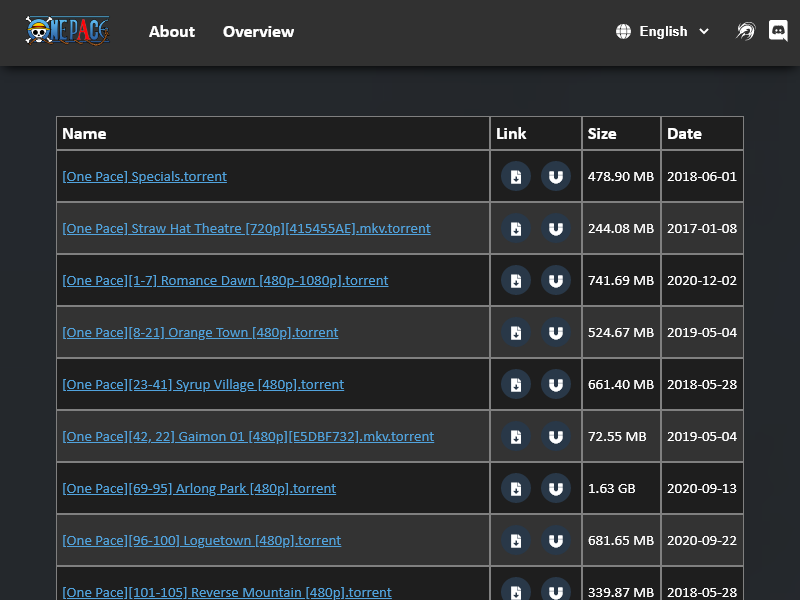 ONE PACE
About
Overview
English
Name Link Size Date
[One Pace] Specials.torrent 478.90 MB 2018-06-01
[One Pace] Straw Hat Theatre [720p][415455AE].mkv.torrent 244.08 MB 2017-01-08
[One Pace][1-7] Romance Dawn [480p-1080p].torrent 741.69 MB 2020-12-02
[One Pace][8-21] Orange Town [480p].torrent 524.67 MB 2019-05-04
[One Pace][23-41] Syrup Village [480p].torrent 661.40 MB 2018-05-28
[One Pace][42, 22] Gaimon 01 [480p][E5DBF732].mkv.torrent 72.55 MB 2019-05-04
[One Pace][69-95] Arlong Park [480p].torrent 1.63 GB 2020-09-13
[One Pace][96-100] Loguetown [480p].torrent 681.65 MB 2020-09-22
[One Pace][101-105] Reverse Mountain [480p].torrent 339.87 MB 2018-05-28